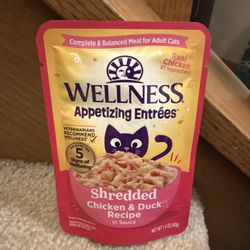 Complete & Balanced Meal for Adult Cats
Real
Chicken
#1 Ingredient
WELLNESS
Appetizing Entrées
VETERINARIANS
RECOMMEND
WELLNESS
5
Signs of
Wellbeing
Shredded
Chicken & Duck
Recipe
in Sauce
NET WT 1.4 OZ (40g)